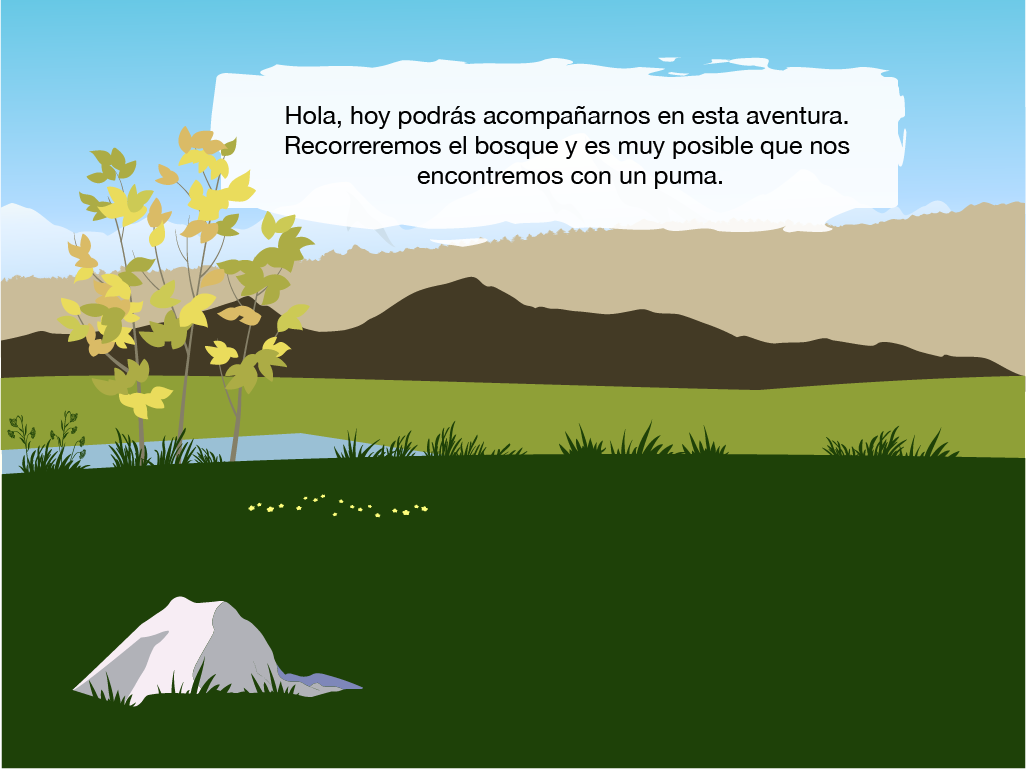 Hola, hoy podrás acompañarnos en esta aventura.
Recorreremos el bosque y es muy posible que nos
encontremos con un puma.